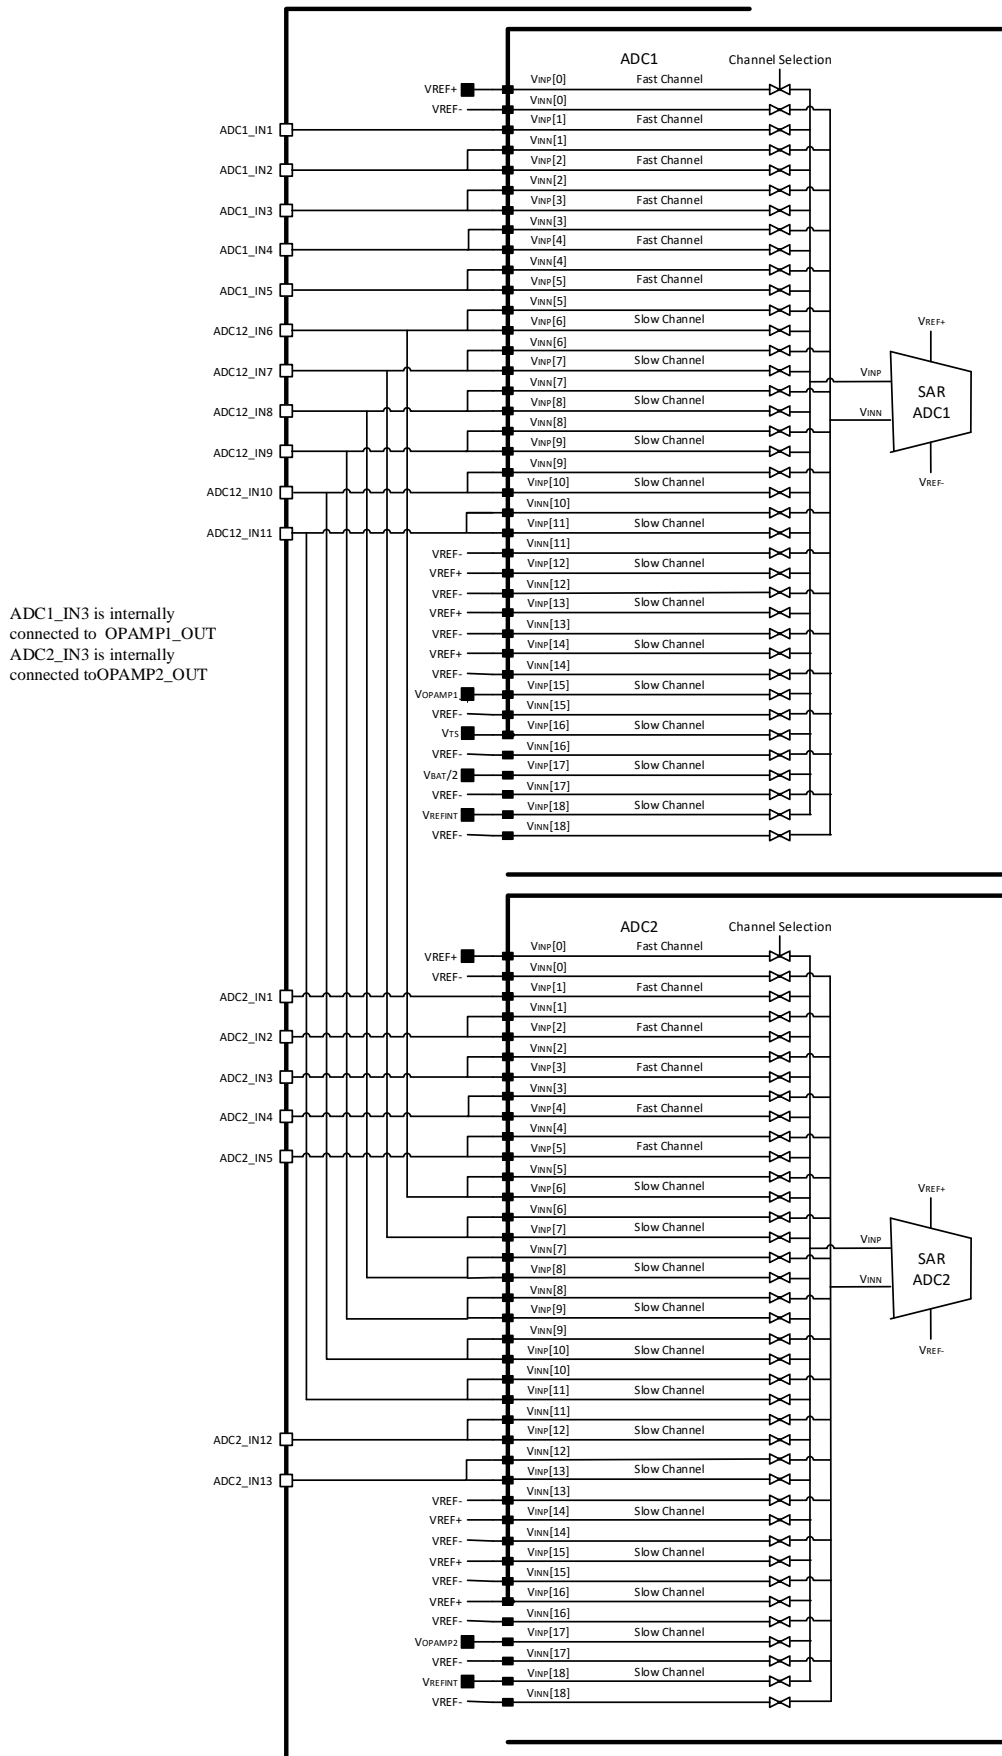 ADC1
Channel Selection
VINP[0]
Fast Channel
VREF+
VINN[0]
VREF-
VINP[1]
Fast Channel
ADC1_IN1
VINN[1]
VINP[2]
Fast Channel
ADC1_IN2
VINN[2]
VINP[3]
Fast Channel
ADC1_IN3
VINN[3]
VINP[4]
Fast Channel
ADC1_IN4
VINN[4]
VINP[5]
Fast Channel
ADC1_IN5
VINN[5]
VINP[6]
Slow Channel
ADC12_IN6
VREF+
VINN[6]
VINP[7]
Slow Channel
ADC12_IN7
VINP
VINN[7]
SAR
ADC1
VINP[8]
Slow Channel
ADC12_IN8
VINN
VINN[8]
VINP[9]
Slow Channel
ADC12_IN9
VINN[9]
VREF-
VINP[10]
Slow Channel
ADC12_IN10
VINN[10]
VINP[11]
Slow Channel
ADC12_IN11
VINN[11]
VREF-
VINP[12]
Slow Channel
VREF+
VINN[12]
VREF-
VINP[13]
Slow Channel
VREF+
VINN[13]
VREF-
VINP[14]
Slow Channel
VREF+
VINN[14]
VREF-
VINP[15]
Slow Channel
VOPAMP1
VINN[15]
VREF-
VINP[16]
Slow Channel
VTS
VINN[16]
VREF-
VINP[17]
Slow Channel
VBAT/2
VINN[17]
VREF-
VINP[18]
Slow Channel
VREFINT
VINN[18]
VREF-
ADC1_IN3 is internally
connected to OPAMP1_OUT
ADC2_IN3 is internally
connected toOPAMP2_OUT
ADC2
Channel Selection
VINP[0]
Fast Channel
VREF+
VINN[0]
VREF-
VINP[1]
Fast Channel
ADC2_IN1
VINN[1]
VINP[2]
Fast Channel
ADC2_IN2
VINN[2]
VINP[3]
Fast Channel
ADC2_IN3
VINN[3]
VINP[4]
Fast Channel
ADC2_IN4
VINN[4]
VINP[5]
Fast Channel
ADC2_IN5
VINN[5]
VINP[6]
Slow Channel
VREF+
VINN[6]
VINP[7]
Slow Channel
VINP
VINN[7]
SAR
ADC2
VINP[8]
Slow Channel
VINN
VINN[8]
VINP[9]
Slow Channel
VINN[9]
VREF-
VINP[10]
Slow Channel
VINN[10]
VINP[11]
Slow Channel
VINN[11]
VINP[12]
Slow Channel
ADC2_IN12
VINN[12]
VINP[13]
Slow Channel
ADC2_IN13
VINN[13]
VREF-
VINP[14]
Slow Channel
VREF+
VINN[14]
VREF-
VINP[15]
Slow Channel
VREF+
VINN[15]
VREF-
VINP[16]
Slow Channel
VREF+
VINN[16]
VREF-
VINP[17]
Slow Channel
VOPAMP2
VINN[17]
VREF-
VINP[18]
Slow Channel
VREFINT
VINN[18]
VREF-